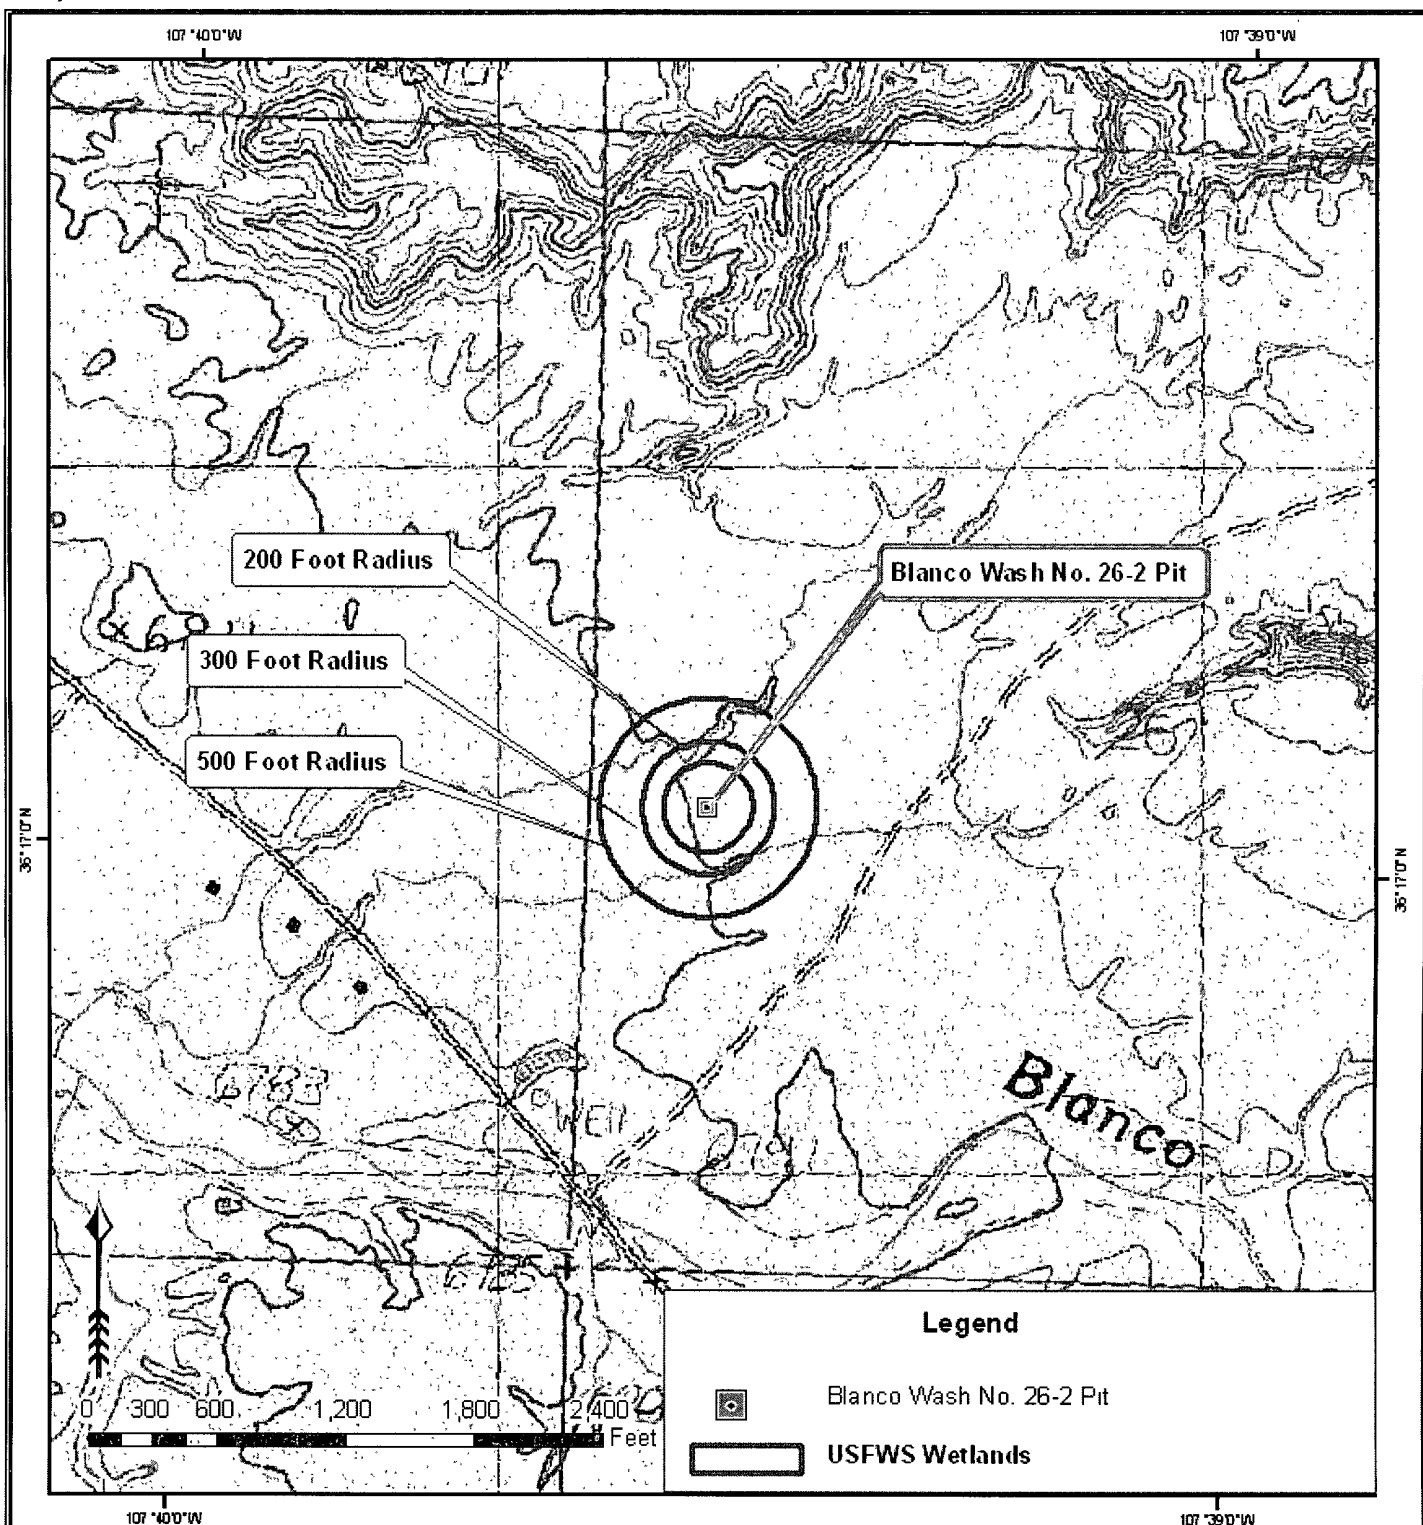 107 °40'0"W
107 °39'0"W
200 Foot Radius
Blanco Wash No. 26-2 Pit
300 Foot Radius
500 Foot Radius
36°17'0"N
36°17'0"N
Blanco
WEll
Legend
Blanco Wash No. 26-2 Pit
USFWS Wetlands
0 300 600 1,200 1,800 2,400
Feet
107 °40'0"W
107 °39'0"W